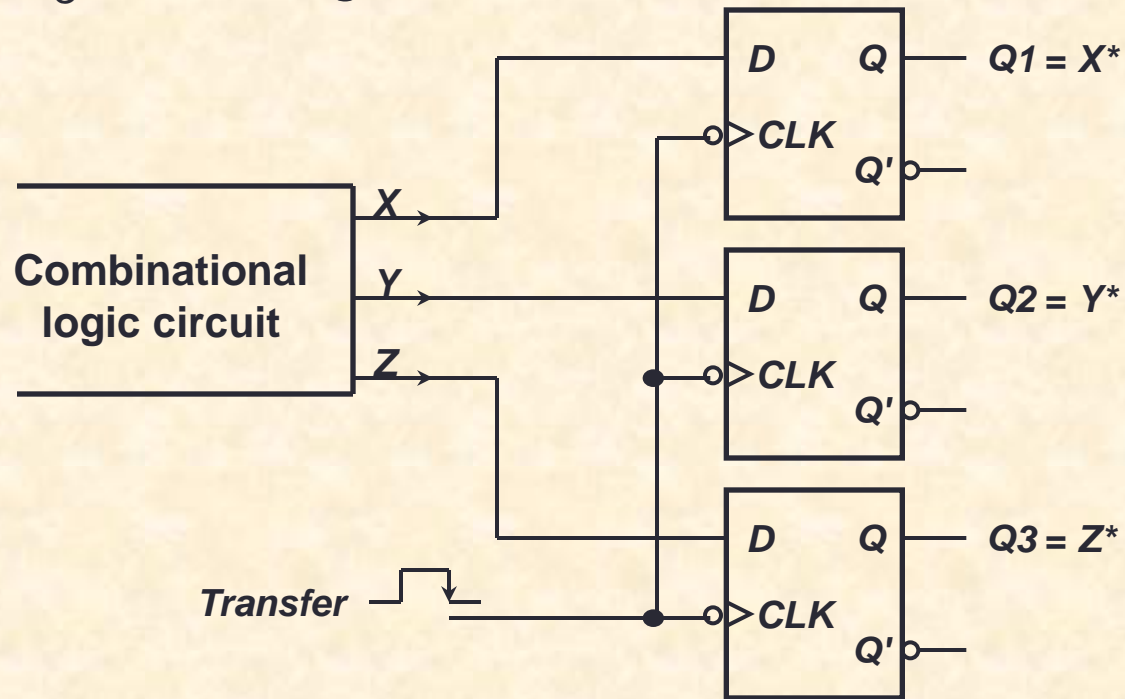 D Q Q1 = X*
CLK
Q'
X
Combinational
logic circuit
Y
D Q Q2 = Y*
Z
CLK
Q'
D Q Q3 = Z*
Transfer
CLK
Q'